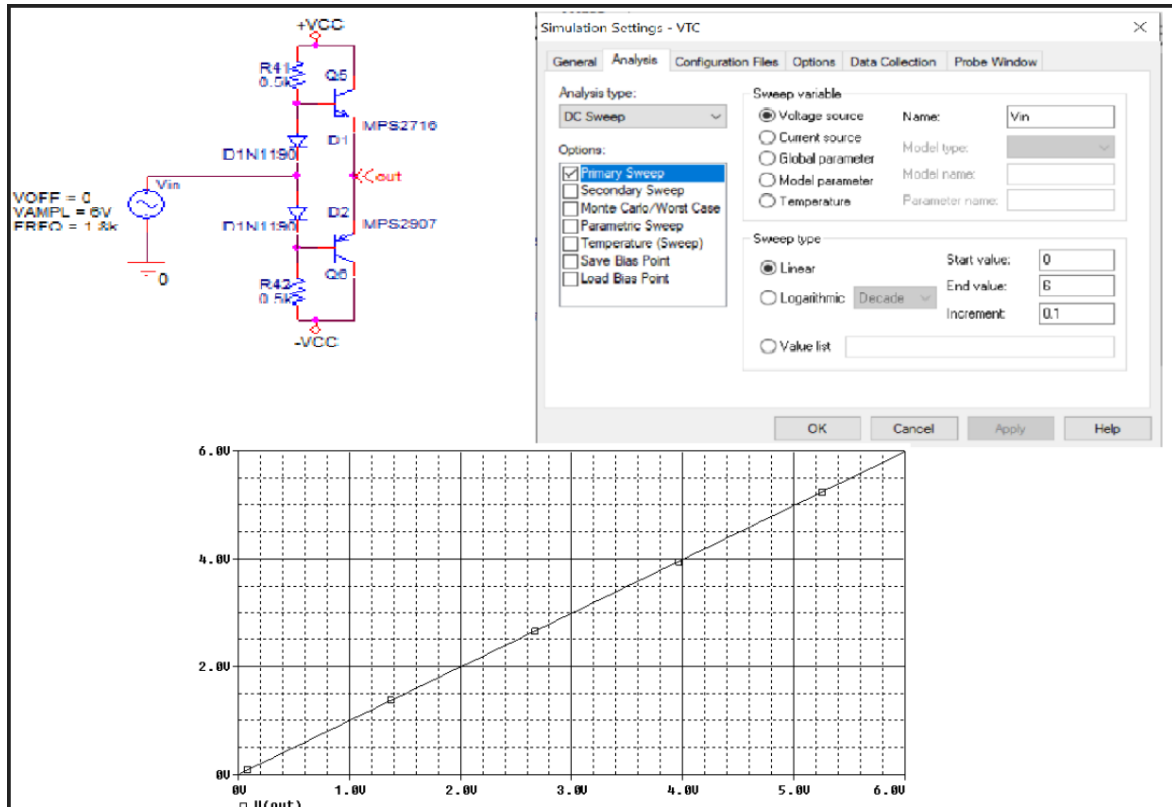 +VCC
R41
0.5k
Q5
MPS2716
D1
D1N1190
Vin
out
VOFF = 0
VAMPL = 6V
FREQ = 1.8k
D2
D1N1190
MPS2907
Q6
R42
0.5k
0
-VCC
Simulation Settings - VTC
General Analysis Configuration Files Options Data Collection Probe Window
Analysis type:
DC Sweep
Options:
Primary Sweep
Secondary Sweep
Monte Carlo/Worst Case
Parametric Sweep
Temperature (Sweep)
Save Bias Point
Load Bias Point
Sweep variable
Voltage source Name: Vin
Current source Model type:
Global parameter
Model parameter Model name:
Temperature Parameter name:
Sweep type
Linear Start value: 0
Logarithmic Decade End value: 6
Increment: 0.1
Value list
OK Cancel Apply Help
6.0V
4.0V
2.0V
0V
0V 1.0V 2.0V 3.0V 4.0V 5.0V 6.0V
V(out)